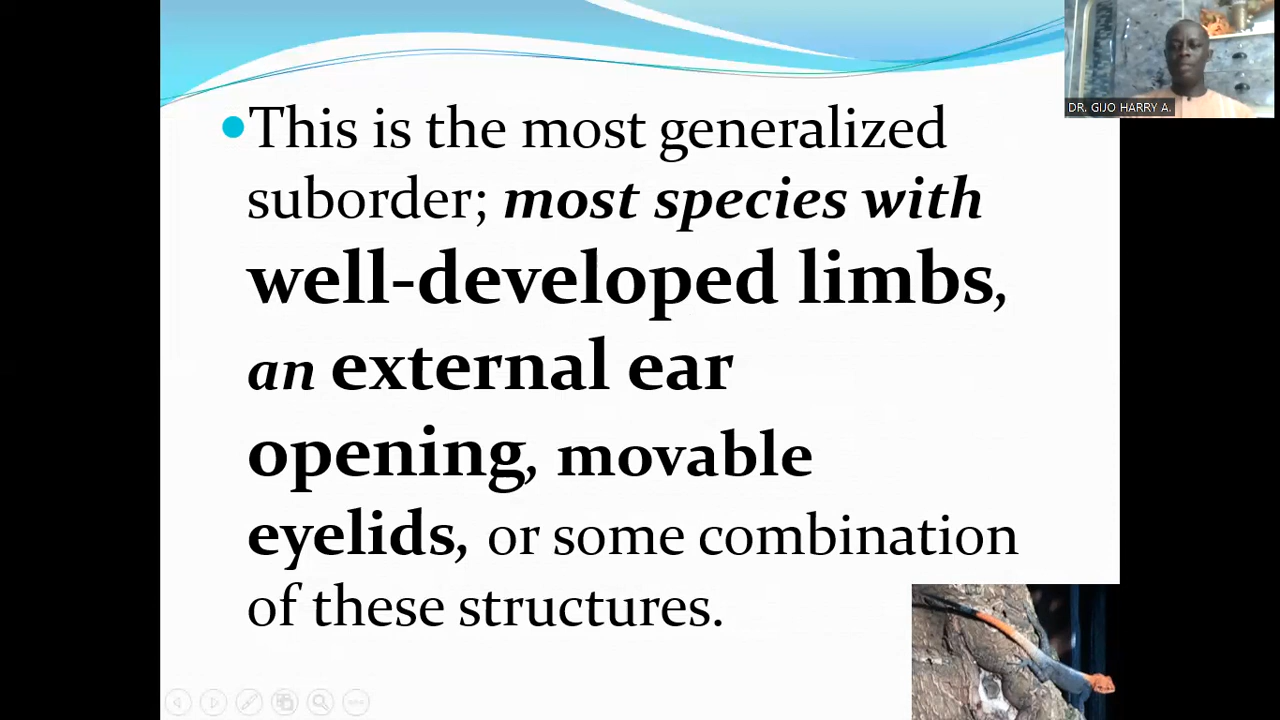 DR. GIJO HARRY A.
•This is the most generalized
suborder; most species with
well-developed limbs,
an external ear
opening, movable
eyelids, or some combination
of these structures.